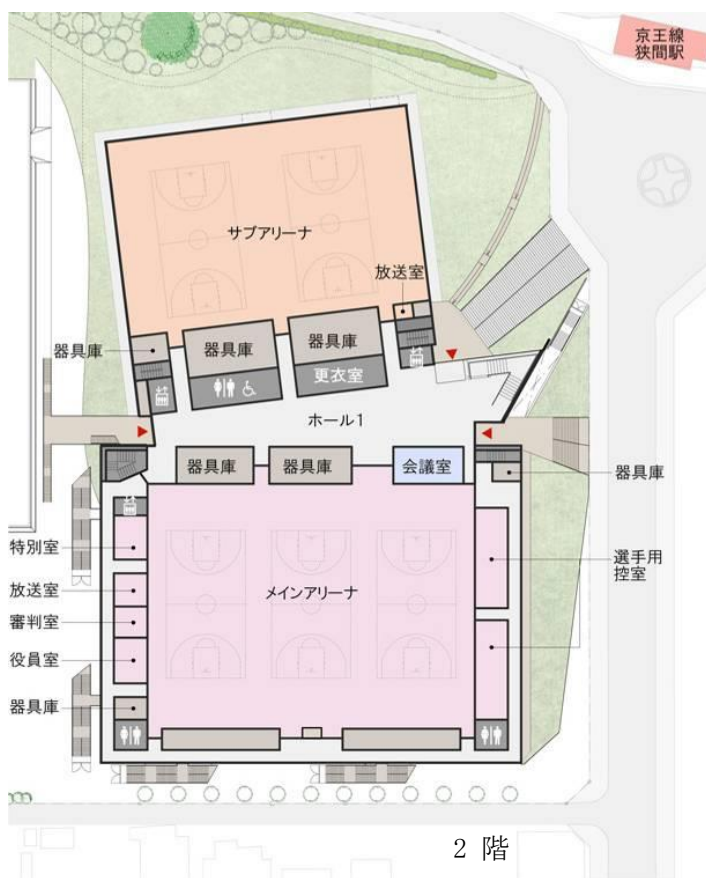 京王線
狭間駅
サブアリーナ
放送室
器具庫
器具庫
器具庫
更衣室
ホール1
器具庫
器具庫
会議室
器具庫
特別室
選手用
控室
放送室
メインアリーナ
審判室
役員室
器具庫
2 階